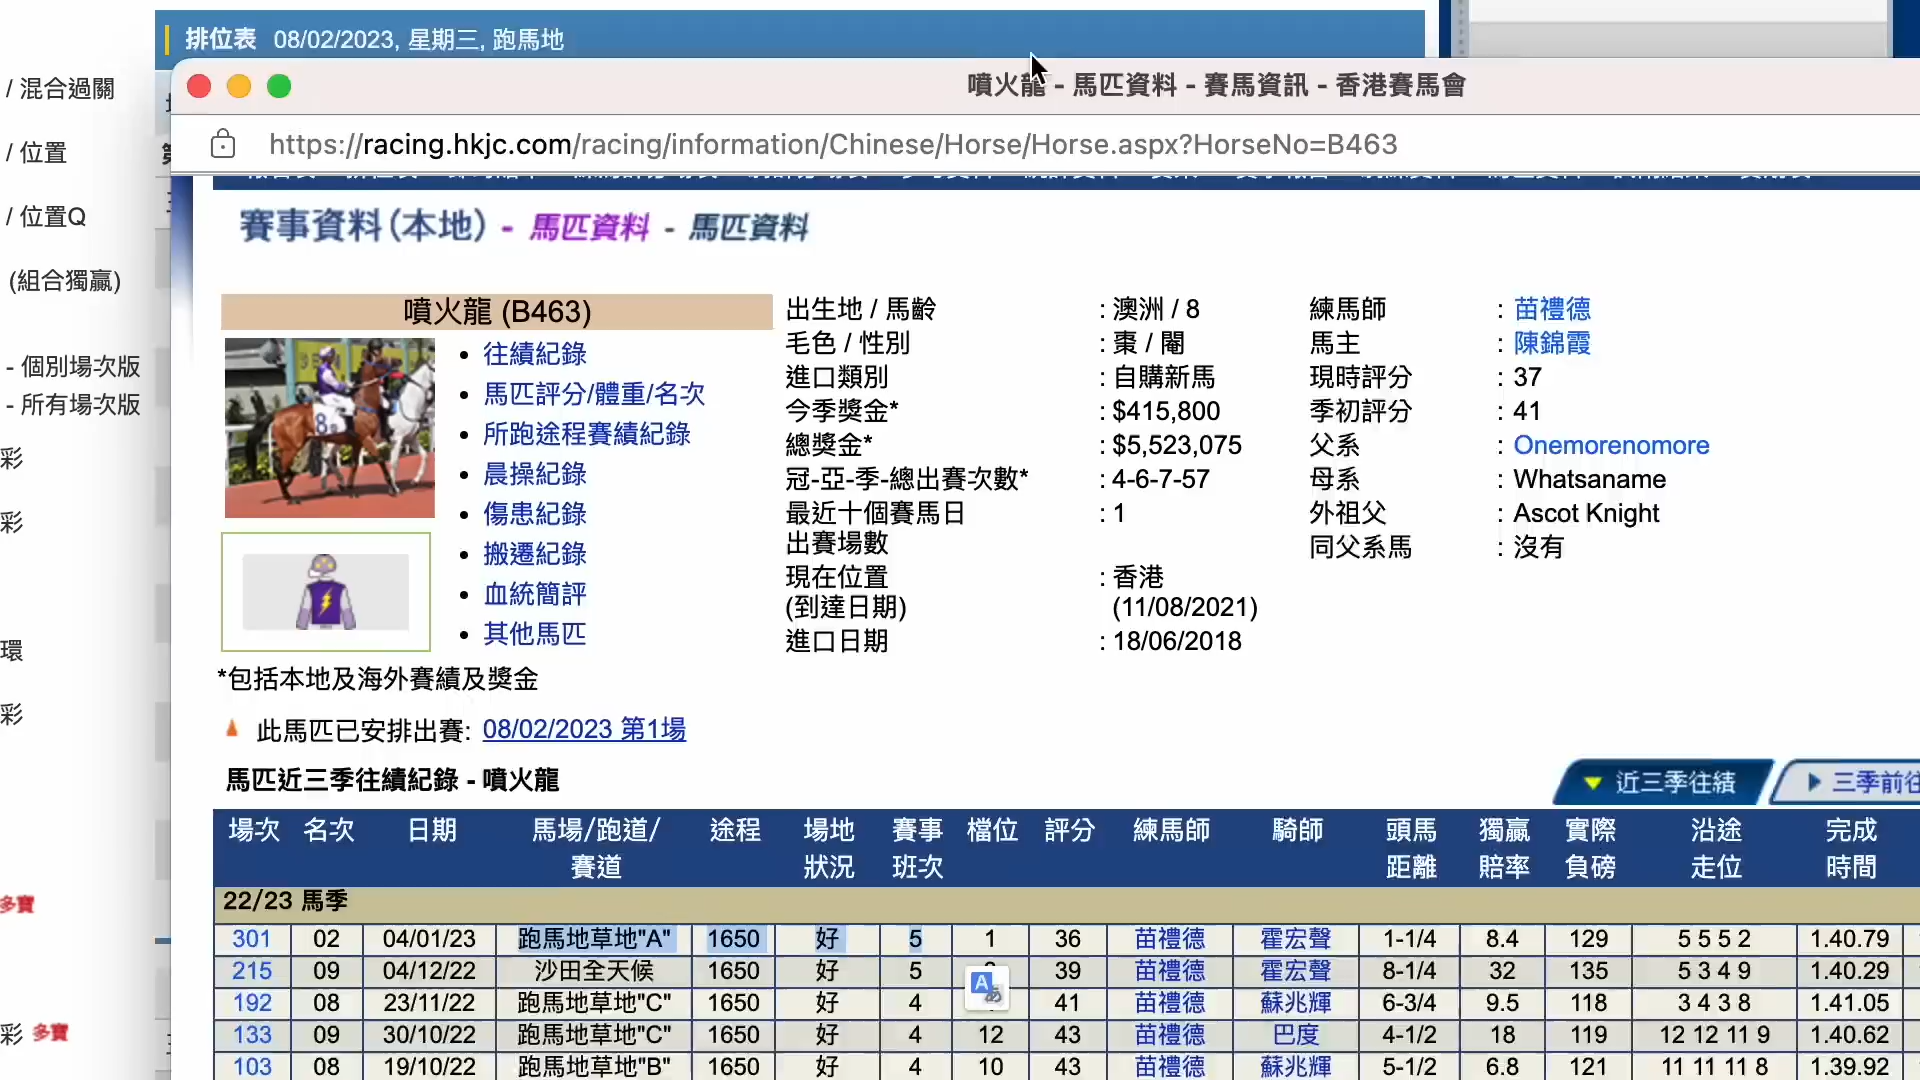 排位表 08/02/2023, 星期三, 跑馬地
/ 混合過關
/ 位置
/ 位置Q
(組合獨贏)
- 個別場次版
- 所有場次版
彩
彩
環
彩
多寶
彩 多寶
噴火龍 - 馬匹資料 - 賽馬資訊 - 香港賽馬會
https://racing.hkjc.com/racing/information/Chinese/Horse/Horse.aspx?HorseNo=B463
賽事資料(本地) - 馬匹資料 - 馬匹資料
噴火龍 (B463)
• 往績紀錄
• 馬匹評分/體重/名次
• 所跑途程賽績紀錄
• 晨操紀錄
• 傷患紀錄
• 搬遷紀錄
• 血統簡評
• 其他馬匹
出生地 / 馬齡 : 澳洲 / 8
毛色 / 性別 : 棗 / 閹
進口類別 : 自購新馬
今季獎金* : $415,800
總獎金* : $5,523,075
冠-亞-季-總出賽次數* : 4-6-7-57
最近十個賽馬日 : 1
出賽場數
現在位置 : 香港
(到達日期) (11/08/2021)
進口日期 : 18/06/2018
練馬師 : 苗禮德
馬主 : 陳錦霞
現時評分 : 37
季初評分 : 41
父系 : Onemorenomore
母系 : Whatsaname
外祖父 : Ascot Knight
同父系馬 : 沒有
*包括本地及海外賽績及獎金
此馬匹已安排出賽: 08/02/2023 第1場
馬匹近三季往績紀錄 - 噴火龍
近三季往績 三季前往
場次 名次 日期 馬場/跑道/ 途程 場地 賽事 檔位 評分 練馬師 騎師 頭馬 獨贏 實際 沿途 完成
賽道 狀況 班次 距離 賠率 負磅 走位 時間
22/23 馬季
301 02 04/01/23 跑馬地草地"A" 1650 好 5 1 36 苗禮德 霍宏聲 1-1/4 8.4 129 5 5 5 2 1.40.79
215 09 04/12/22 沙田全天候 1650 好 5 39 苗禮德 霍宏聲 8-1/4 32 135 5 3 4 9 1.40.29
192 08 23/11/22 跑馬地草地"C" 1650 好 4 41 苗禮德 蘇兆輝 6-3/4 9.5 118 3 4 3 8 1.41.05
133 09 30/10/22 跑馬地草地"C" 1650 好 4 12 43 苗禮德 巴度 4-1/2 18 119 12 12 11 9 1.40.62
103 08 19/10/22 跑馬地草地"B" 1650 好 4 10 43 苗禮德 蘇兆輝 5-1/2 6.8 121 11 11 11 8 1.39.92